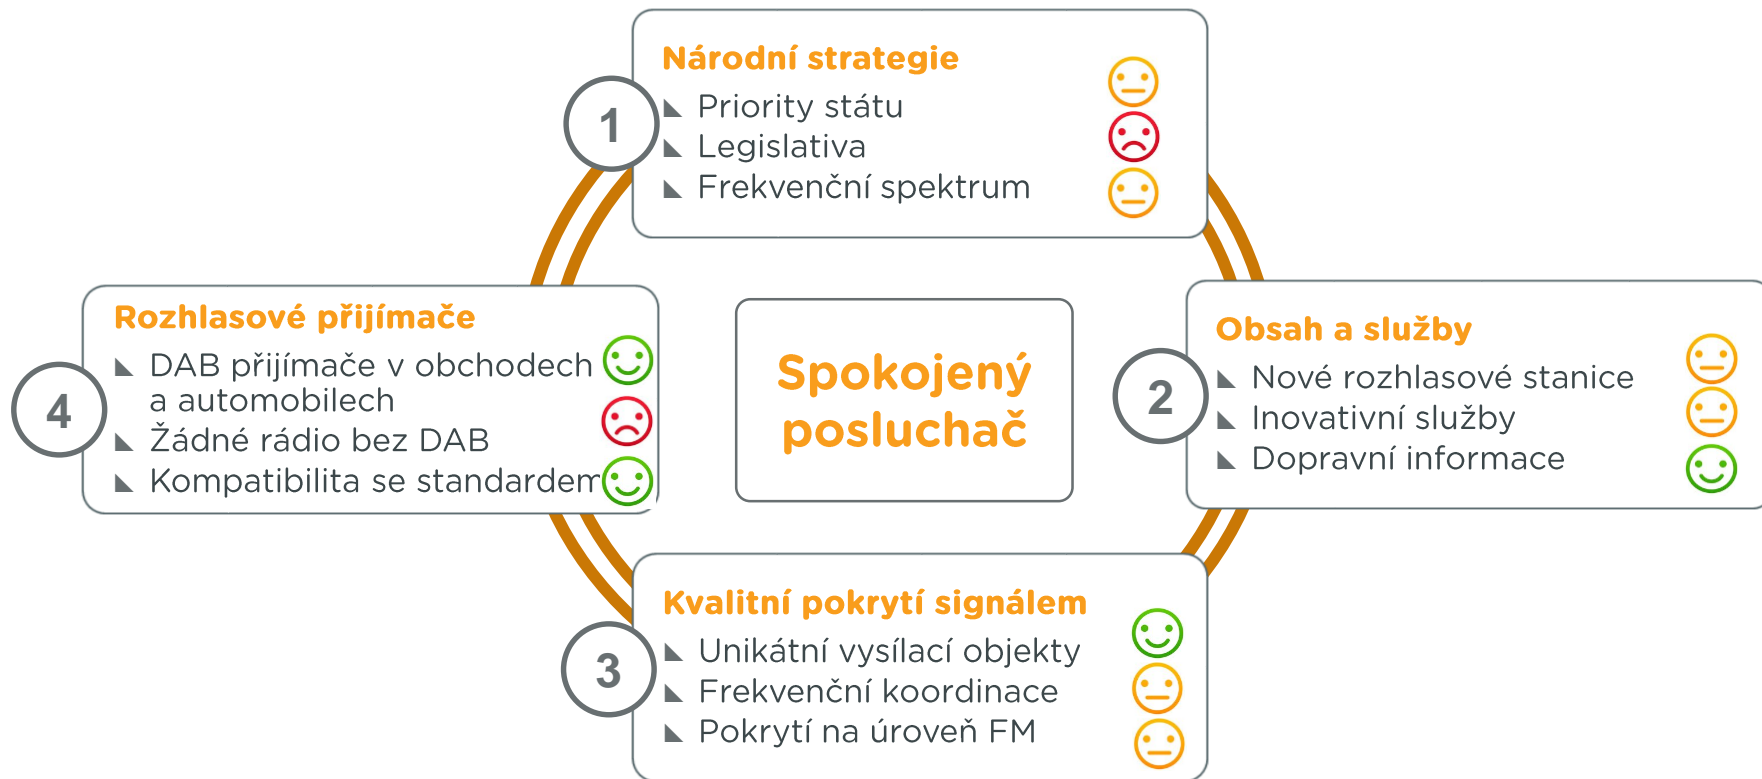 1
Národní strategie
Priority státu
Legislativa
Frekvenční spektrum
2
Obsah a služby
Nové rozhlasové stanice
Inovativní služby
Dopravní informace
3
Kvalitní pokrytí signálem
Unikátní vysílací objekty
Frekvenční koordinace
Pokrytí na úroveň FM
4
Rozhlasové přijímače
DAB přijímače v obchodech
a automobilech
Žádné rádio bez DAB
Kompatibilita se standardem
Spokojený
posluchač